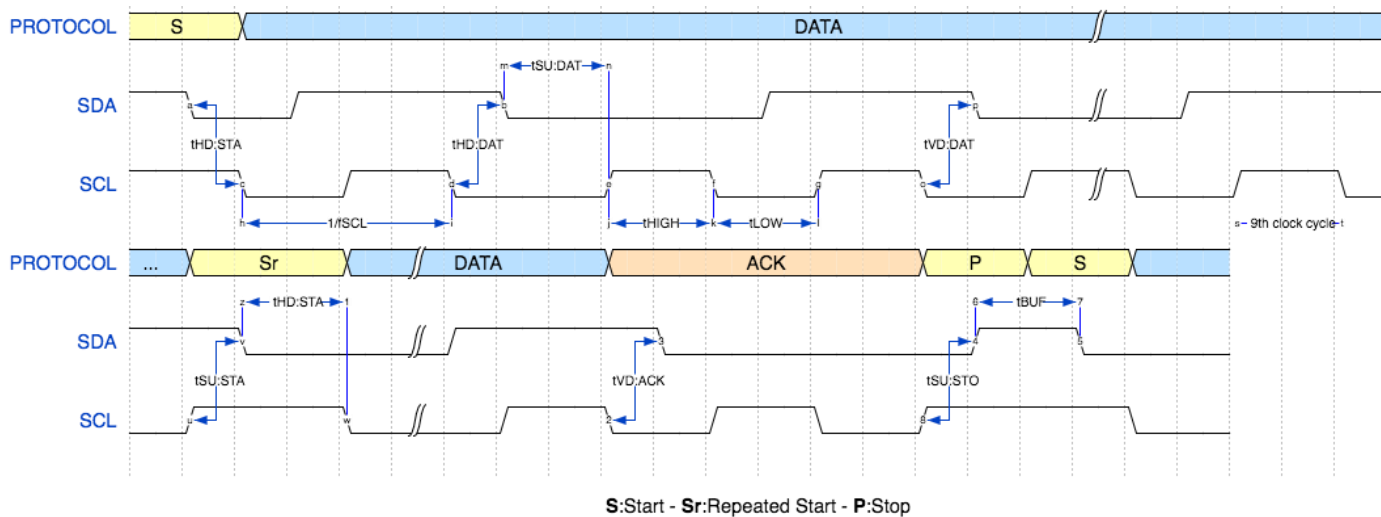 PROTOCOL S DATA
m tSU:DAT n
SDA a b p
tHD:STA tHD:DAT tVD:DAT
SCL c d e f g o
h 1/fSCL i j tHIGH k tLOW l s 9th clock cycle t
PROTOCOL ... Sr DATA ACK P S
z tHD:STA 1 6 tBUF 7
SDA v 3 4 5
tSU:STA tVD:ACK tSU:STO
SCL u w 2 8
S:Start - Sr:Repeated Start - P:Stop